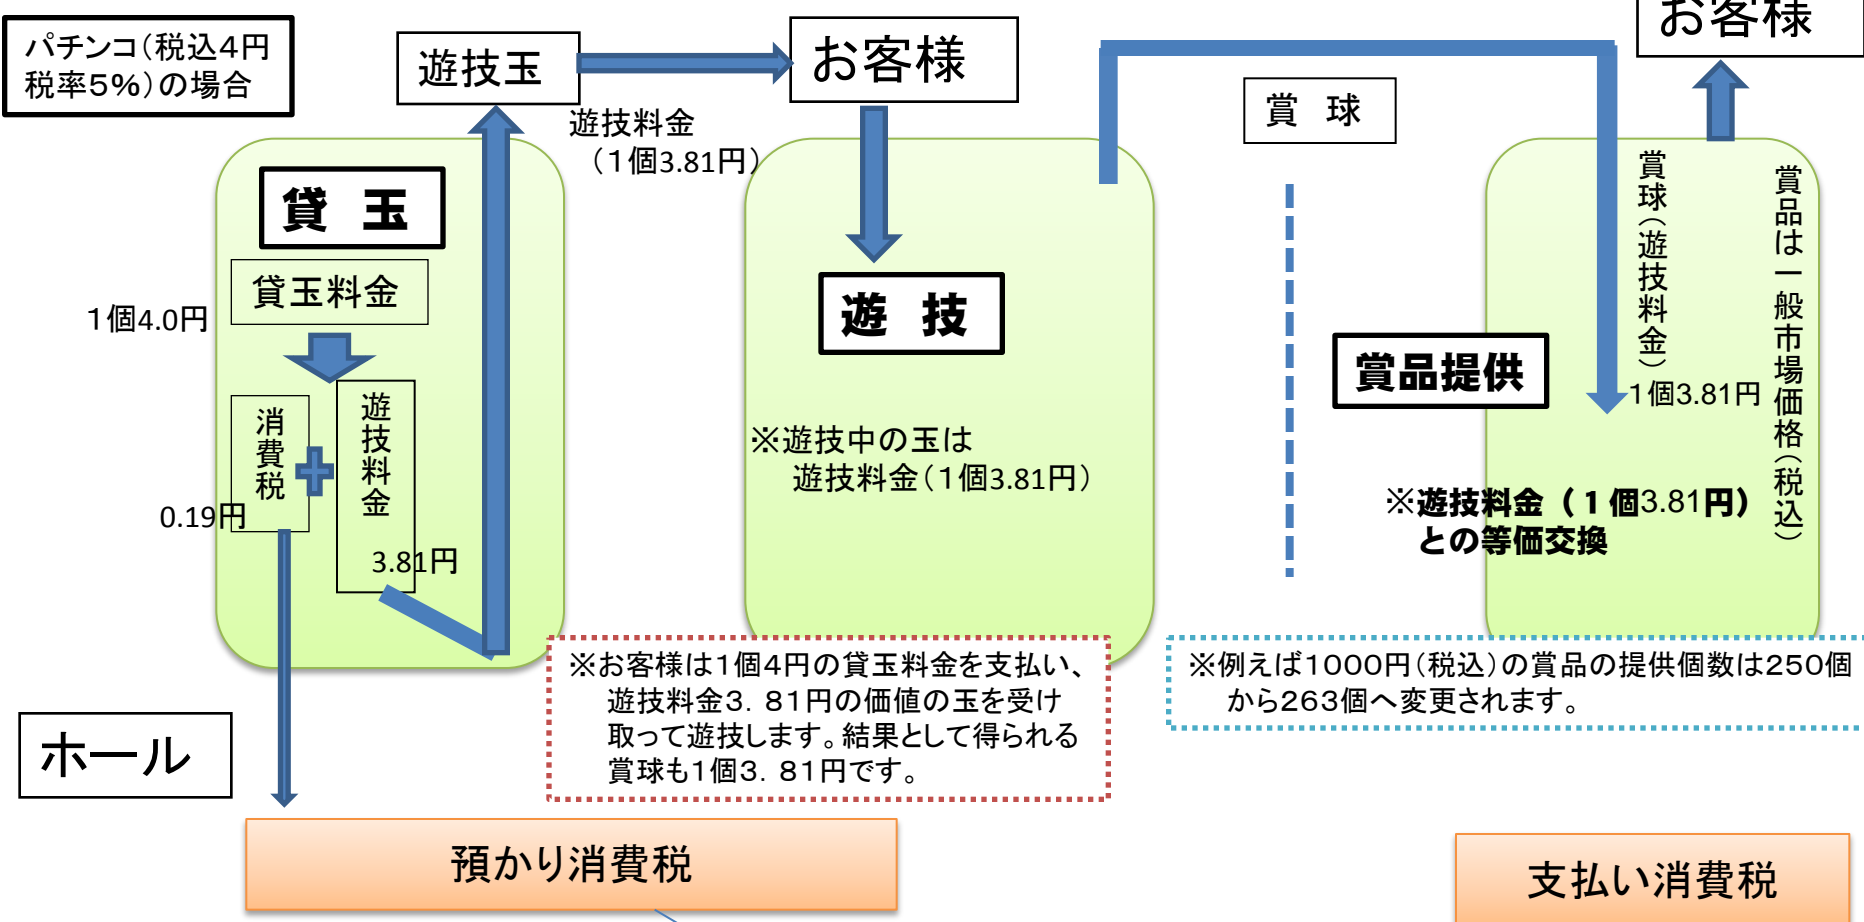 パチンコ(税込4円
税率5%)の場合
遊技玉
お客様
お客様
遊技料金
(1個3.81円)
賞 球
貸 玉
貸玉料金
1個4.0円
消費税
遊技料金
0.19円
3.81円
遊 技
※遊技中の玉は
遊技料金(1個3.81円)
賞品提供
賞球(遊技料金)
1個3.81円
賞品は一般市場価格(税込)
※遊技料金(1個3.81円)
との等価交換
※お客様は1個4円の貸玉料金を支払い、
遊技料金3.81円の価値の玉を受け
取って遊技します。結果として得られる
賞球も1個3.81円です。
※例えば1000円(税込)の賞品の提供個数は250個
から263個へ変更されます。
ホール
預かり消費税
支払い消費税